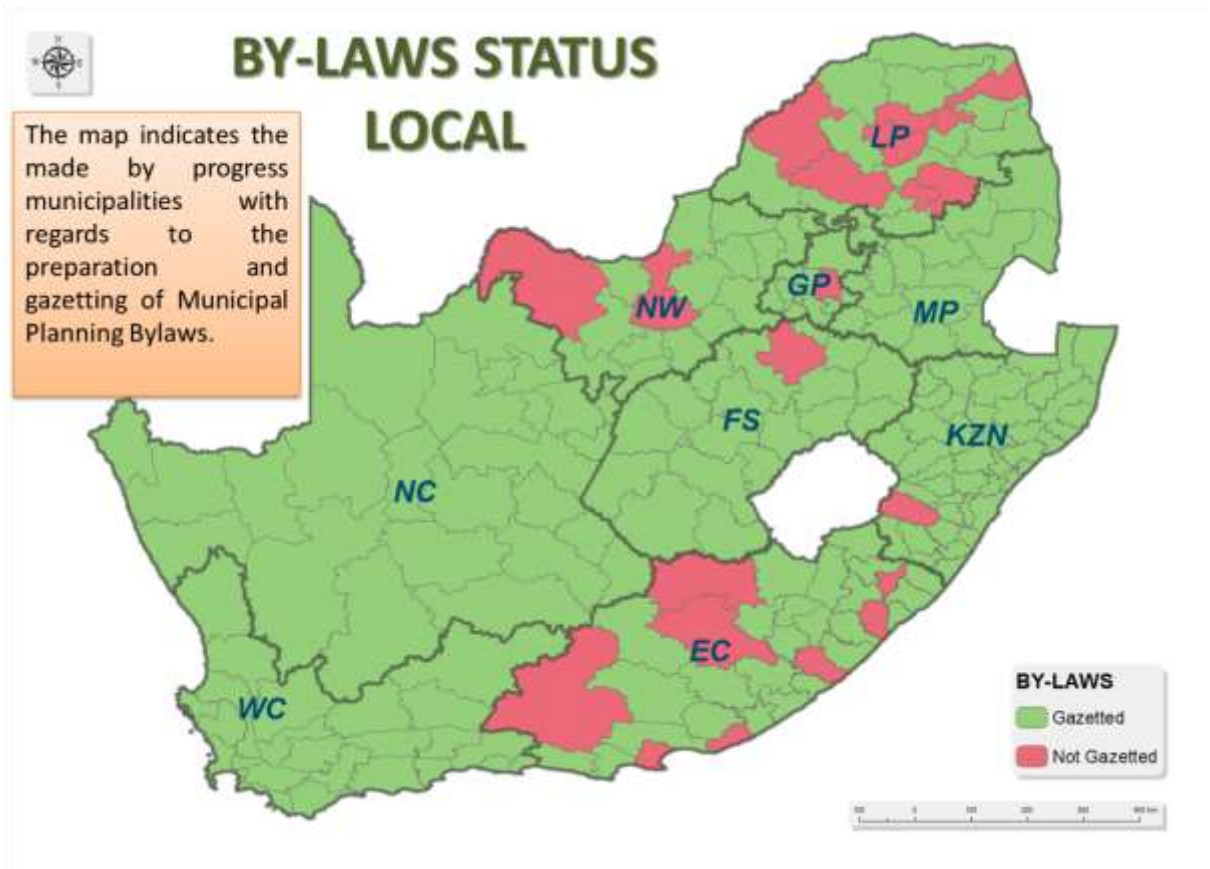 BY-LAWS STATUS
LOCAL
N
W
E
S
The map indicates the
made by progress
municipalities with
regards to the
preparation and
gazetting of Municipal
Planning Bylaws.
LP
NW
GP
MP
FS
KZN
NC
EC
WC
BY-LAWS
Gazetted
Not Gazetted
0